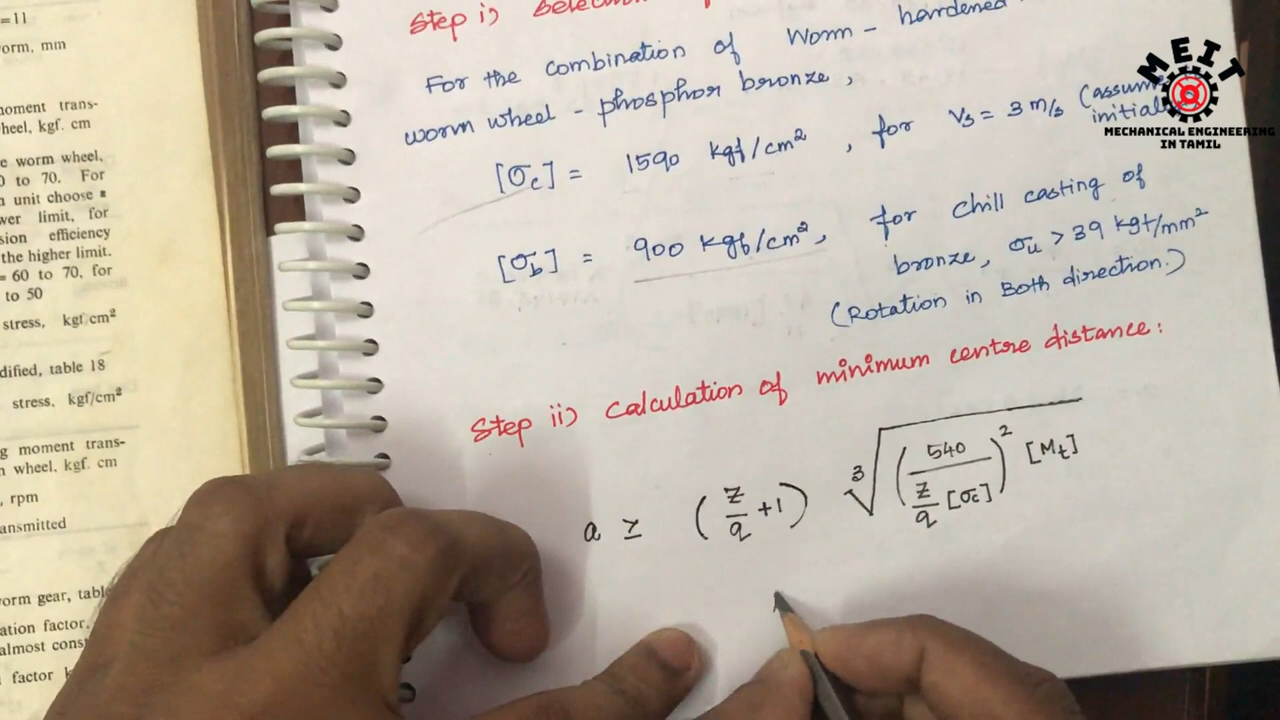 =11
orm, mm
moment trans-
heel, kgf. cm
e worm wheel,
0 to 70. For
unit choose
wer limit, for
sion efficiency
the higher limit.
= 60 to 70, for
to 50
stress, kgf/cm²
dified, table 18
stress, kgf/cm²
g moment trans-
wheel, kgf. cm
, rpm
ansmitted
orm gear, table
ation factor,
almost cons
factor
Step i)
For the combination of Worm - hardened
worm wheel - phosphor bronze,
[σc] = 1590 kgf/cm², for Vs = 3 m/s (assum
initial
[σb] = 900 kgf/cm², for chill casting of
bronze, σu > 39 kgf/mm²
(Rotation in Both direction.)
Step ii) Calculation of minimum centre distance:
a ≥ (z/q +1) ∛((540 / (z/q [σc]))² [Mt])
MEIT
MECHANICAL ENGINEERING
IN TAMIL